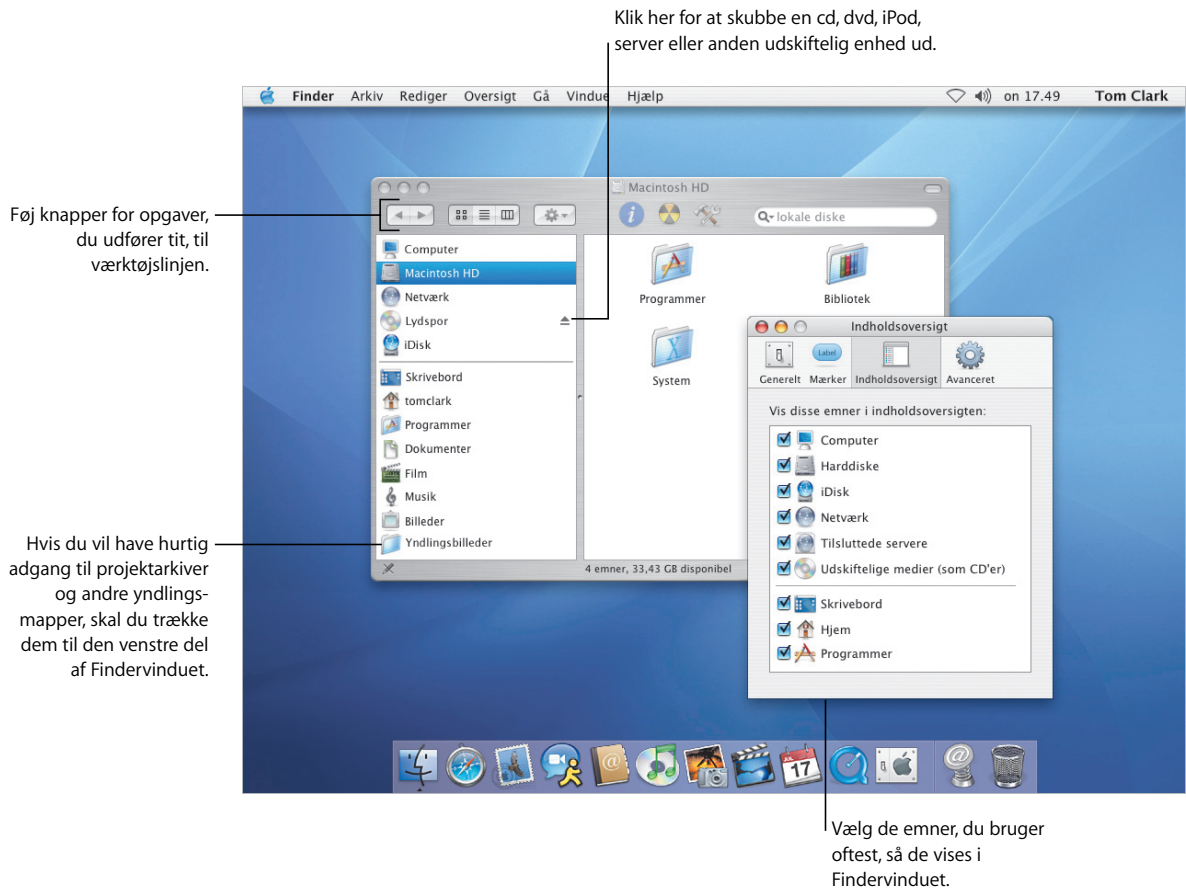 Klik her for at skubbe en cd, dvd, iPod,
server eller anden udskiftelig enhed ud.
Finder Arkiv Rediger Oversigt Gå Vindue Hjælp on 17.49 Tom Clark
Macintosh HD
lokale diske
Føj knapper for opgaver,
du udfører tit, til
værktøjslinjen.
Computer
Macintosh HD
Netværk
Lydspor
iDisk
Skrivebord
tomclark
Programmer
Dokumenter
Film
Musik
Billeder
Yndlingsbilleder
Programmer
Bibliotek
System
4 emner, 33,43 GB disponibel
Hvis du vil have hurtig
adgang til projektarkiver
og andre yndlings-
mapper, skal du trække
dem til den venstre del
af Findervinduet.
Indholdsoversigt
Label
Generelt Mærker Indholdsoversigt Avanceret
Vis disse emner i indholdsoversigten:
Computer
Harddiske
iDisk
Netværk
Tilsluttede servere
Udskiftelige medier (som CD'er)
Skrivebord
Hjem
Programmer
JUL
17
Vælg de emner, du bruger
oftest, så de vises i
Findervinduet.